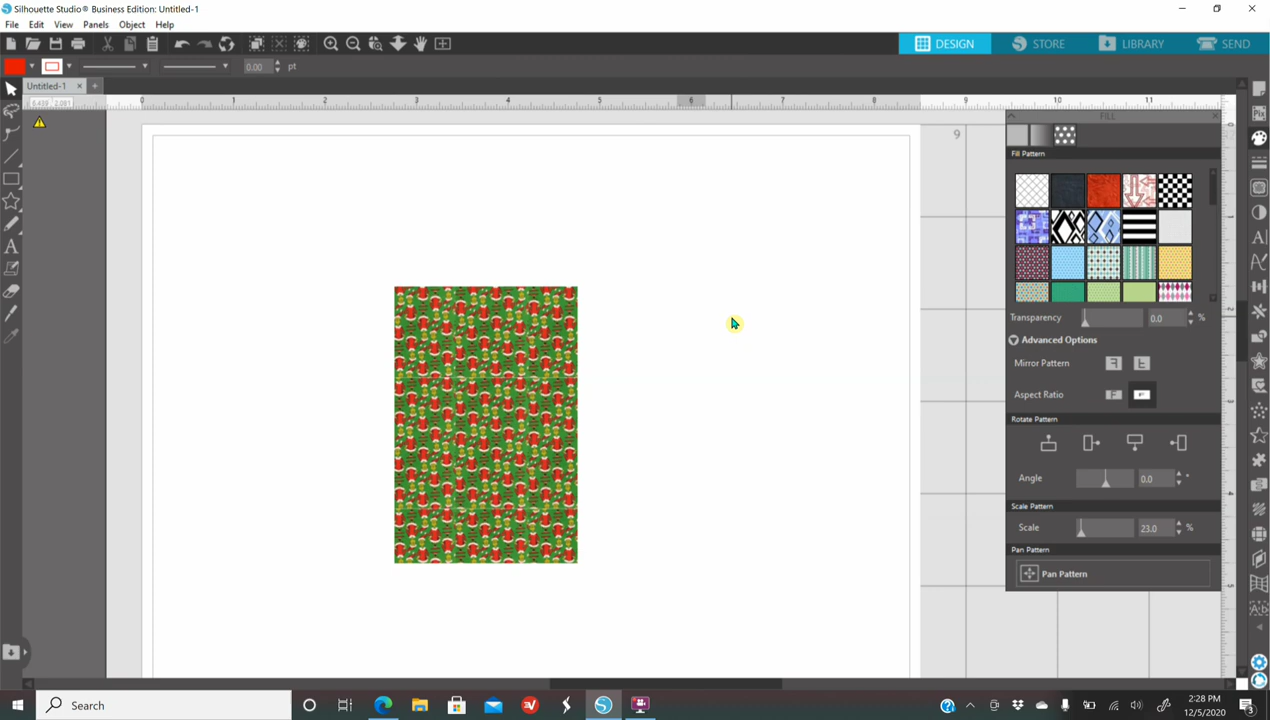 Silhouette Studio® Business Edition: Untitled-1
File Edit View Panels Object Help
DESIGN STORE LIBRARY SEND
0.00 pt
Untitled-1 × +
0 1 2 3 4 5 6 7 8 9 10 11
9
FILL
Fill Pattern
Transparency 0.0 %
Advanced Options
Mirror Pattern
Aspect Ratio
Rotate Pattern
Angle 0.0 °
Scale Pattern
Scale 23.0 %
Pan Pattern
Pan Pattern
Search
2:28 PM
12/5/2020